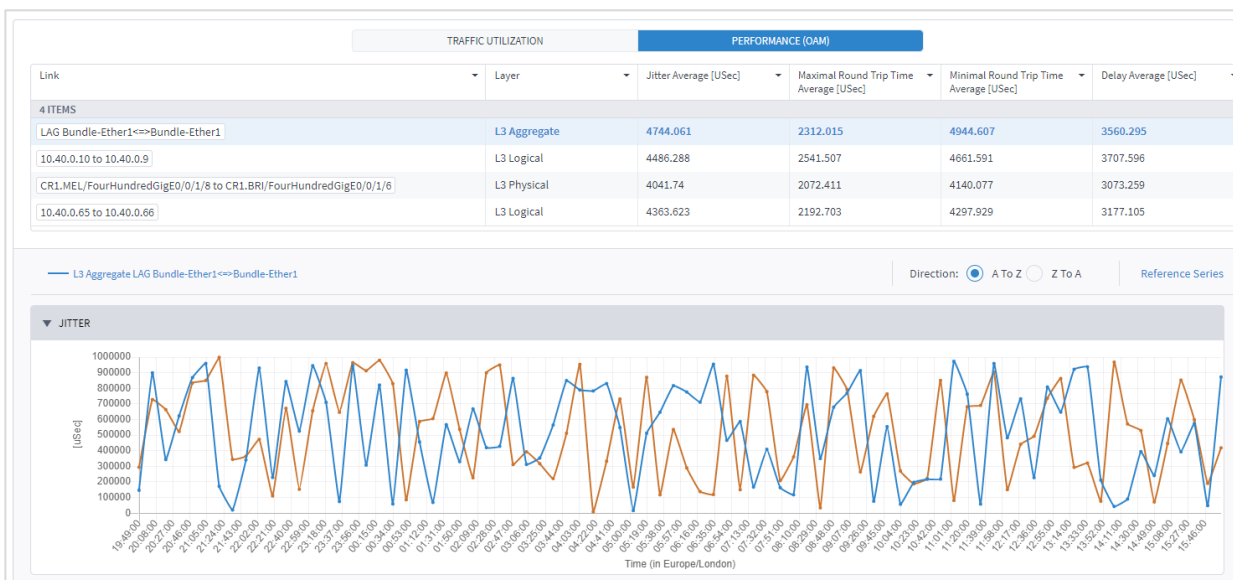 TRAFFIC UTILIZATION PERFORMANCE (OAM)
Link Layer Jitter Average [USec] Maximal Round Trip Time Average [USec] Minimal Round Trip Time Average [USec] Delay Average [USec]
4 ITEMS
LAG Bundle-Ether1<=>Bundle-Ether1 L3 Aggregate 4744.061 2312.015 4944.607 3560.295
10.40.0.10 to 10.40.0.9 L3 Logical 4486.288 2541.507 4661.591 3707.596
CR1.MEL/FourHundredGigE0/0/1/8 to CR1.BRI/FourHundredGigE0/0/1/6 L3 Physical 4041.74 2072.411 4140.077 3073.259
10.40.0.65 to 10.40.0.66 L3 Logical 4363.623 2192.703 4297.929 3177.105
L3 Aggregate LAG Bundle-Ether1<=>Bundle-Ether1 Direction: A To Z Z To A Reference Series
JITTER
[uSec]
1000000
900000
800000
700000
600000
500000
400000
300000
200000
100000
0
19:49:00 20:08:00 20:27:00 20:46:00 21:05:00 21:24:00 21:43:00 22:02:00 22:21:00 22:40:00 22:59:00 23:18:00 23:37:00 23:56:00 00:15:00 00:34:00 00:53:00 01:12:00 01:31:00 01:50:00 02:09:00 02:28:00 02:47:00 03:06:00 03:25:00 03:44:00 04:03:00 04:22:00 04:41:00 05:00:00 05:19:00 05:38:00 05:57:00 06:16:00 06:35:00 06:54:00 07:13:00 07:32:00 07:51:00 08:10:00 08:29:00 08:48:00 09:07:00 09:26:00 09:45:00 10:04:00 10:23:00 10:42:00 11:01:00 11:20:00 11:39:00 11:58:00 12:17:00 12:36:00 12:55:00 13:14:00 13:33:00 13:52:00 14:11:00 14:30:00 14:49:00 15:08:00 15:27:00 15:46:00
Time (in Europe/London)